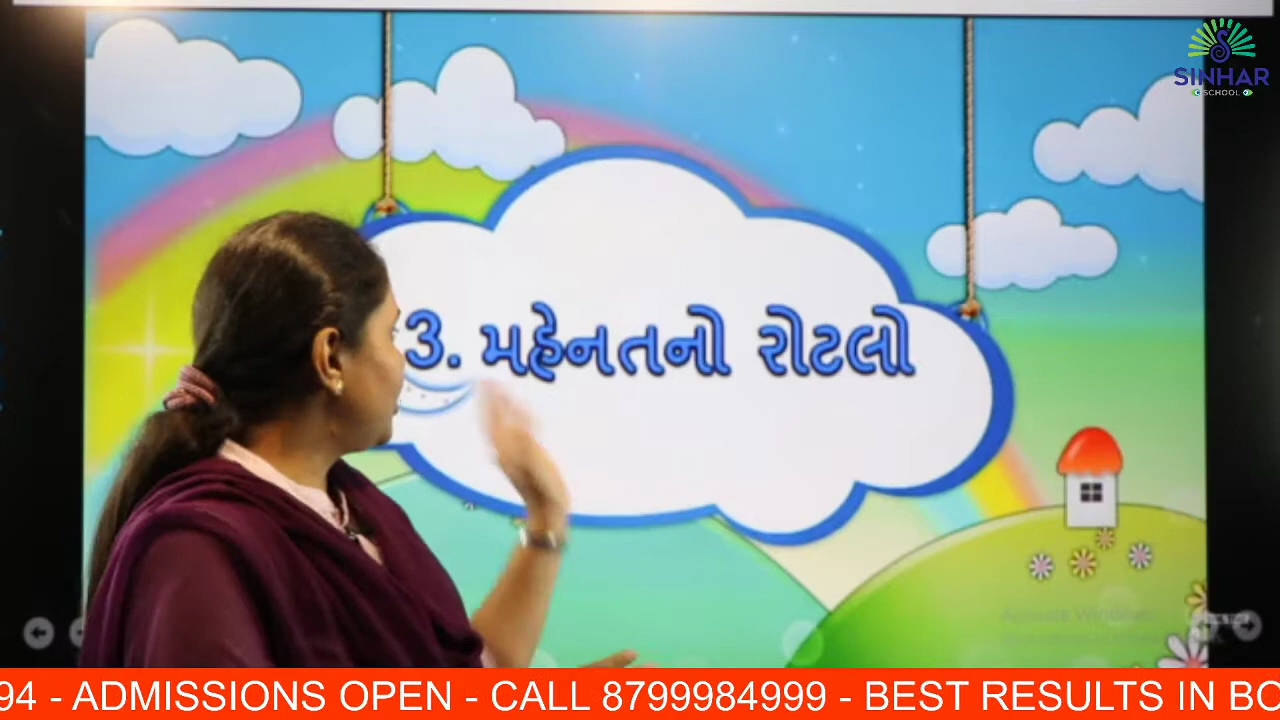 SINHAR
SCHOOL
3. મહેનતનો રોટલો
94 - ADMISSIONS OPEN - CALL 8799984999 - BEST RESULTS IN BO